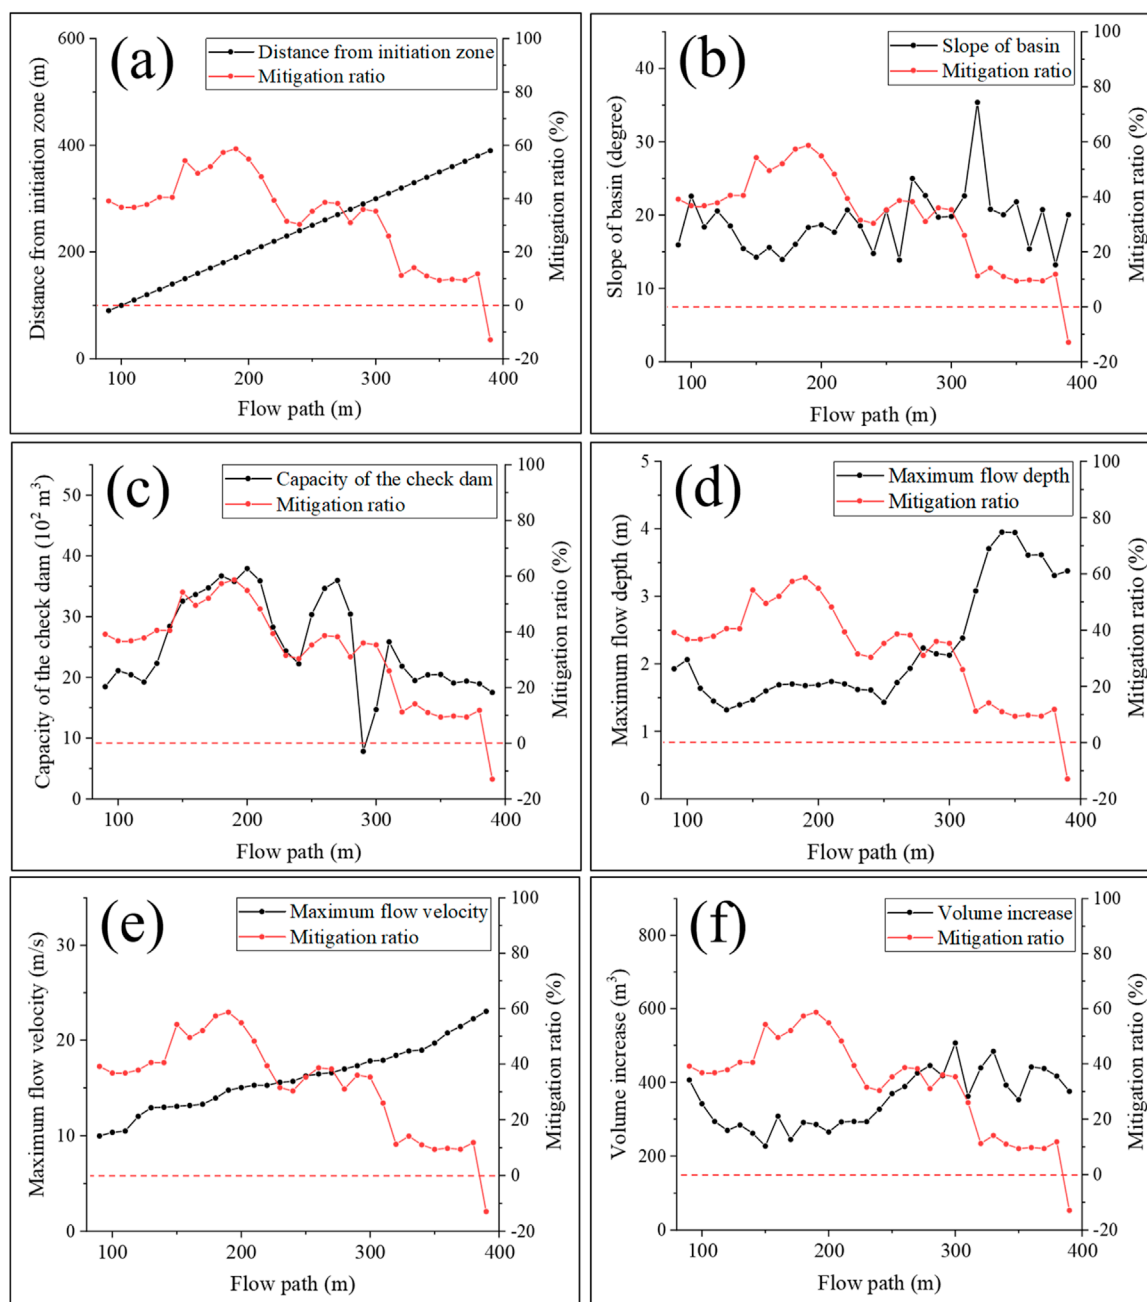 (a)
Distance from initiation zone
Mitigation ratio
600
400
200
0
100
80
60
40
20
0
-20
100
200
300
400
Distance from initiation zone (m)
Mitigation ratio (%)
Flow path (m)
(b)
Slope of basin
Mitigation ratio
40
30
20
10
0
100
80
60
40
20
0
-20
100
200
300
400
Slope of basin (degree)
Mitigation ratio (%)
Flow path (m)
(c)
Capacity of the check dam
Mitigation ratio
50
40
30
20
10
0
100
80
60
40
20
0
-20
100
200
300
400
Capacity of the check dam (10² m³)
Mitigation ratio (%)
Flow path (m)
(d)
Maximum flow depth
Mitigation ratio
5
4
3
2
1
0
100
80
60
40
20
0
-20
100
200
300
400
Maximum flow depth (m)
Mitigation ratio (%)
Flow path (m)
(e)
Maximum flow velocity
Mitigation ratio
30
20
10
0
100
80
60
40
20
0
-20
100
200
300
400
Maximum flow velocity (m/s)
Mitigation ratio (%)
Flow path (m)
(f)
Volume increase
Mitigation ratio
800
600
400
200
0
100
80
60
40
20
0
-20
100
200
300
400
Volume increase (m³)
Mitigation ratio (%)
Flow path (m)